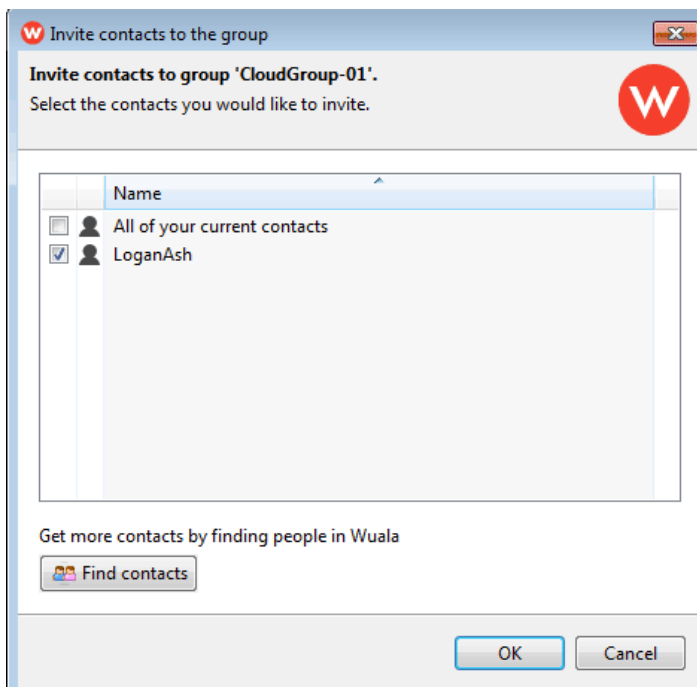 Invite contacts to the group
Invite contacts to group 'CloudGroup-01'.
Select the contacts you would like to invite.
W
Name
All of your current contacts
LoganAsh
Get more contacts by finding people in Wuala
Find contacts
OK
Cancel